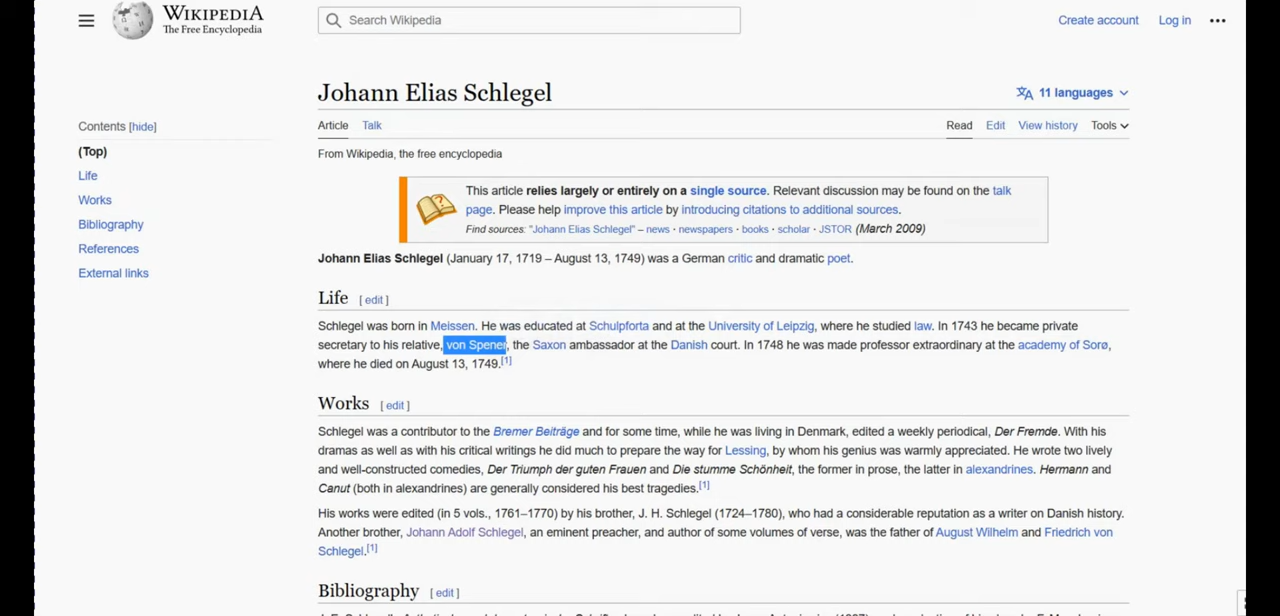 WIKIPEDIA
The Free Encyclopedia
Search Wikipedia
Create account Log in
Johann Elias Schlegel
11 languages
Contents [hide]
(Top)
Life
Works
Bibliography
References
External links
Article Talk
Read Edit View history Tools
From Wikipedia, the free encyclopedia
This article relies largely or entirely on a single source. Relevant discussion may be found on the talk
page. Please help improve this article by introducing citations to additional sources.
Find sources: "Johann Elias Schlegel" – news · newspapers · books · scholar · JSTOR (March 2009)
Johann Elias Schlegel (January 17, 1719 – August 13, 1749) was a German critic and dramatic poet.
Life [ edit ]
Schlegel was born in Meissen. He was educated at Schulpforta and at the University of Leipzig, where he studied law. In 1743 he became private
secretary to his relative, von Spener, the Saxon ambassador at the Danish court. In 1748 he was made professor extraordinary at the academy of Sorø,
where he died on August 13, 1749.[1]
Works [ edit ]
Schlegel was a contributor to the Bremer Beiträge and for some time, while he was living in Denmark, edited a weekly periodical, Der Fremde. With his
dramas as well as with his critical writings he did much to prepare the way for Lessing, by whom his genius was warmly appreciated. He wrote two lively
and well-constructed comedies, Der Triumph der guten Frauen and Die stumme Schönheit, the former in prose, the latter in alexandrines. Hermann and
Canut (both in alexandrines) are generally considered his best tragedies.[1]
His works were edited (in 5 vols., 1761–1770) by his brother, J. H. Schlegel (1724–1780), who had a considerable reputation as a writer on Danish history.
Another brother, Johann Adolf Schlegel, an eminent preacher, and author of some volumes of verse, was the father of August Wilhelm and Friedrich von
Schlegel.[1]
Bibliography [ edit ]